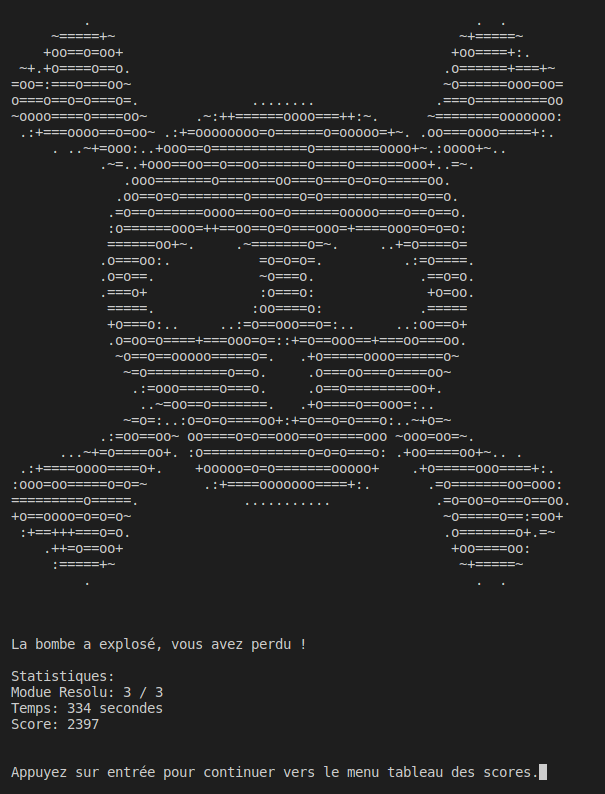 La bombe a explosé, vous avez perdu !
Statistiques:
Modue Resolu: 3 / 3
Temps: 334 secondes
Score: 2397
Appuyez sur entrée pour continuer vers le menu tableau des scores.